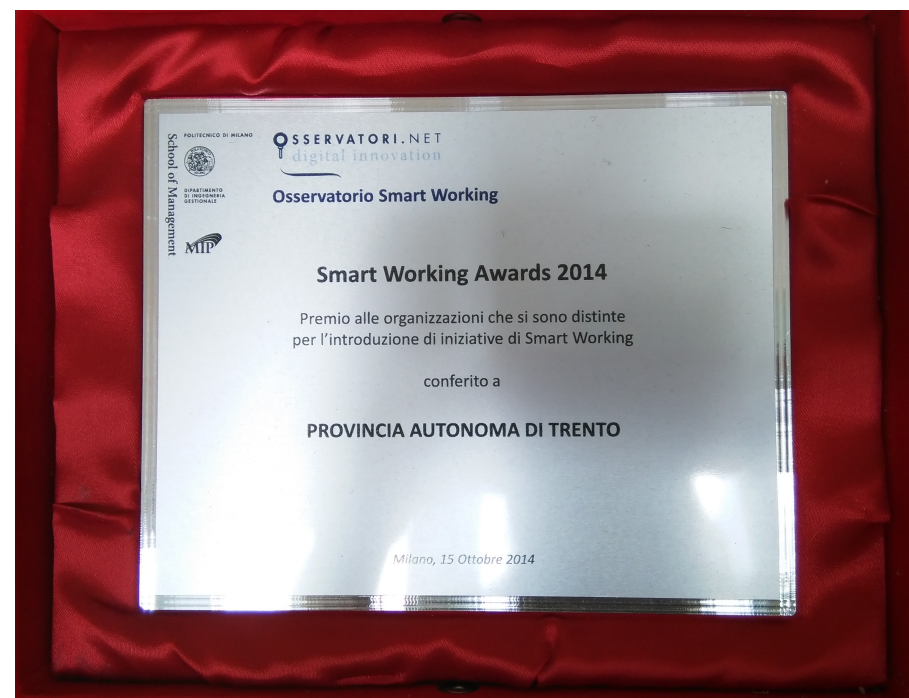 School of Management
POLITECNICO DI MILANO
DIPARTIMENTO
DI INGEGNERIA
GESTIONALE
MIP
OSSERVATORI.NET
digital innovation
Osservatorio Smart Working
Smart Working Awards 2014
Premio alle organizzazioni che si sono distinte
per l'introduzione di iniziative di Smart Working
conferito a
PROVINCIA AUTONOMA DI TRENTO
Milano, 15 Ottobre 2014